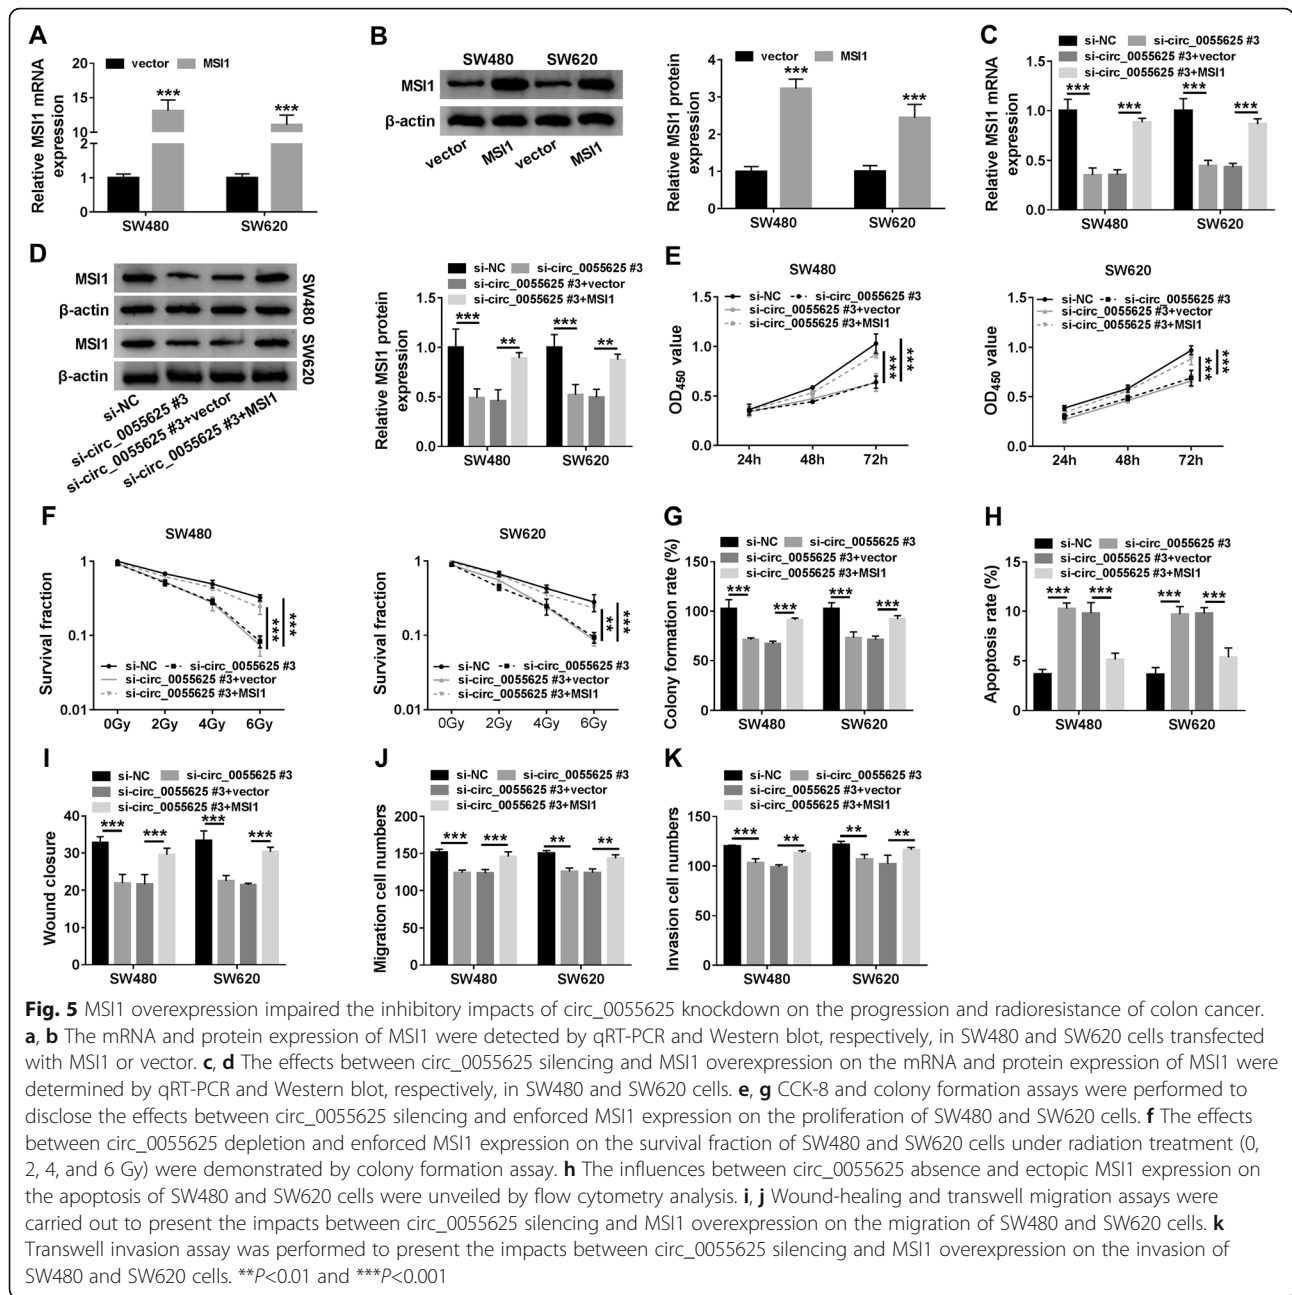 A
vector MSI1
Relative MSI1 mRNA
expression
20
15
10
2
1
0
***
***
SW480
SW620
B
SW480 SW620
MSI1
β-actin
vector
MSI1
vector
MSI1
vector MSI1
Relative MSI1 protein
expression
4
3
2
1
0
***
***
SW480
SW620
C
si-NC si-circ_0055625 #3
si-circ_0055625 #3+vector
si-circ_0055625 #3+MSI1
Relative MSI1 mRNA
expression
1.5
1.0
0.5
0.0
***
***
***
***
SW480
SW620
D
MSI1
β-actin
MSI1
β-actin
SW480
SW620
si-NC
si-circ_0055625 #3
si-circ_0055625 #3+vector
si-circ_0055625 #3+MSI1
si-NC si-circ_0055625 #3
si-circ_0055625 #3+vector
si-circ_0055625 #3+MSI1
Relative MSI1 protein
expression
1.5
1.0
0.5
0.0
***
**
***
**
SW480
SW620
E
SW480
si-NC si-circ_0055625 #3
si-circ_0055625 #3+vector
si-circ_0055625 #3+MSI1
OD450 value
1.5
1.0
0.5
0.0
***
***
24h 48h 72h
SW620
si-NC si-circ_0055625 #3
si-circ_0055625 #3+vector
si-circ_0055625 #3+MSI1
OD450 value
1.5
1.0
0.5
0.0
***
***
24h 48h 72h
F
SW480
Survival fraction
1
0.1
0.01
***
***
si-NC si-circ_0055625 #3
si-circ_0055625 #3+vector
si-circ_0055625 #3+MSI1
0Gy 2Gy 4Gy 6Gy
SW620
Survival fraction
1
0.1
0.01
**
***
si-NC si-circ_0055625 #3
si-circ_0055625 #3+vector
si-circ_0055625 #3+MSI1
0Gy 2Gy 4Gy 6Gy
G
si-NC si-circ_0055625 #3
si-circ_0055625 #3+vector
si-circ_0055625 #3+MSI1
Colony formation rate (%)
150
100
50
0
***
***
***
***
SW480
SW620
H
si-NC si-circ_0055625 #3
si-circ_0055625 #3+vector
si-circ_0055625 #3+MSI1
Apoptosis rate (%)
15
10
5
0
***
***
***
***
SW480
SW620
I
si-NC si-circ_0055625 #3
si-circ_0055625 #3+vector
si-circ_0055625 #3+MSI1
Wound closure
40
30
20
10
0
***
***
***
***
SW480
SW620
J
si-NC si-circ_0055625 #3
si-circ_0055625 #3+vector
si-circ_0055625 #3+MSI1
Migration cell numbers
200
150
100
50
0
***
***
**
**
SW480
SW620
K
si-NC si-circ_0055625 #3
si-circ_0055625 #3+vector
si-circ_0055625 #3+MSI1
Invasion cell numbers
150
100
50
0
***
**
**
**
SW480
SW620
Fig. 5 MSI1 overexpression impaired the inhibitory impacts of circ_0055625 knockdown on the progression and radioresistance of colon cancer.
a, b The mRNA and protein expression of MSI1 were detected by qRT-PCR and Western blot, respectively, in SW480 and SW620 cells transfected
with MSI1 or vector. c, d The effects between circ_0055625 silencing and MSI1 overexpression on the mRNA and protein expression of MSI1 were
determined by qRT-PCR and Western blot, respectively, in SW480 and SW620 cells. e, g CCK-8 and colony formation assays were performed to
disclose the effects between circ_0055625 silencing and enforced MSI1 expression on the proliferation of SW480 and SW620 cells. f The effects
between circ_0055625 depletion and enforced MSI1 expression on the survival fraction of SW480 and SW620 cells under radiation treatment (0,
2, 4, and 6 Gy) were demonstrated by colony formation assay. h The influences between circ_0055625 absence and ectopic MSI1 expression on
the apoptosis of SW480 and SW620 cells were unveiled by flow cytometry analysis. i, j Wound-healing and transwell migration assays were
carried out to present the impacts between circ_0055625 silencing and MSI1 overexpression on the migration of SW480 and SW620 cells. k
Transwell invasion assay was performed to present the impacts between circ_0055625 silencing and MSI1 overexpression on the invasion of
SW480 and SW620 cells. **P<0.01 and ***P<0.001